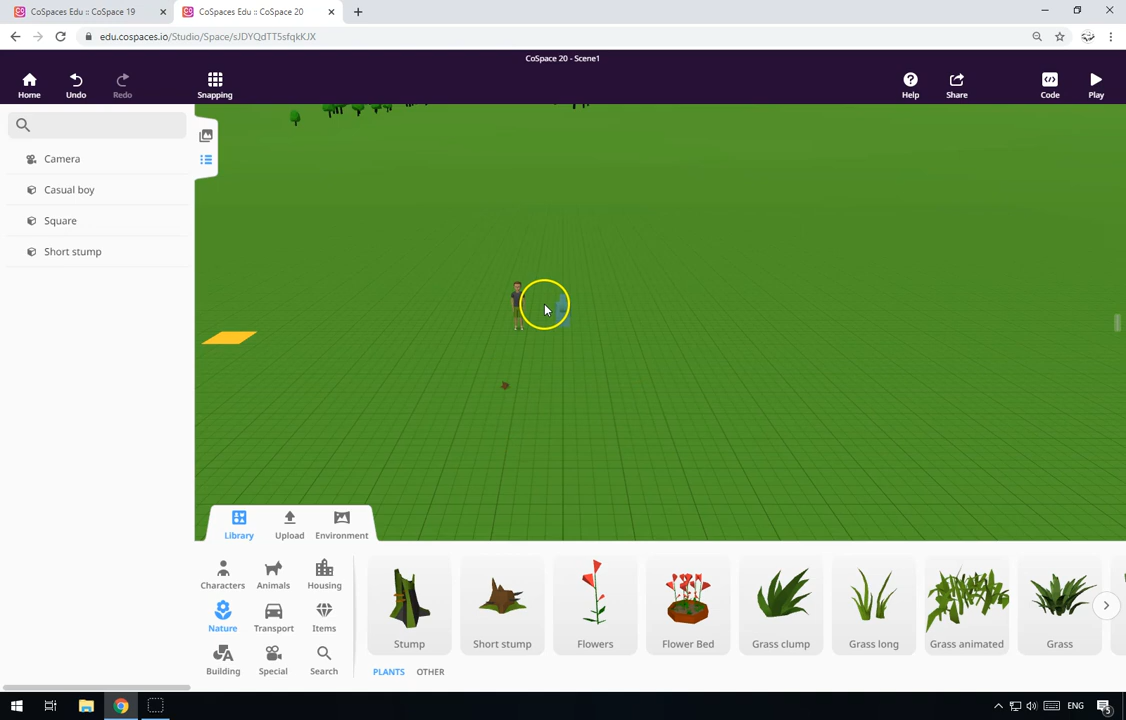 CoSpaces Edu :: CoSpace 19
CoSpaces Edu :: CoSpace 20
edu.cospaces.io/Studio/Space/sJDYQdTT5sfqkKJX
CoSpace 20 - Scene1
Home
Undo
Redo
Snapping
Help
Share
Code
Play
Camera
Casual boy
Square
Short stump
Library
Upload
Environment
Characters
Animals
Housing
Nature
Transport
Items
Building
Special
Search
Stump
Short stump
Flowers
Flower Bed
Grass clump
Grass long
Grass animated
Grass
PLANTS
OTHER
ENG
5